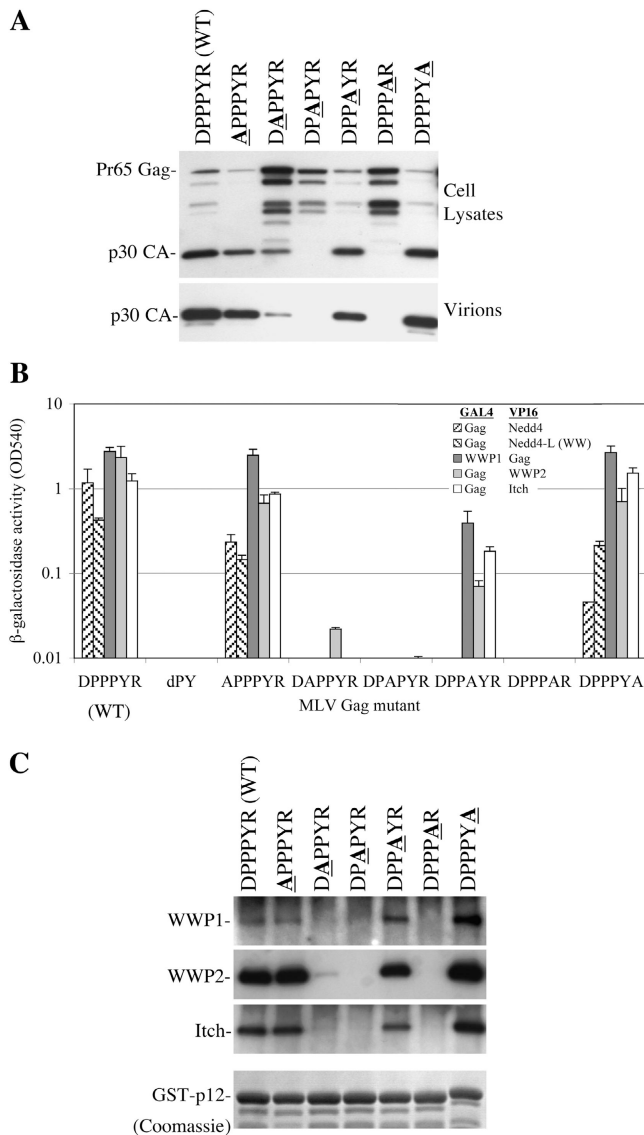 A
DPPPYR (WT)
APPPYR
DAPPYR
DPAPYR
DPPAYR
DPPPAR
DPPPYA
Pr65 Gag-
Cell
Lysates
p30 CA-
p30 CA-
Virions
B
β-galactosidase activity (OD540)
10
1
0.1
0.01
GAL4 VP16
Gag Nedd4
Gag Nedd4-L (WW)
WWP1 Gag
Gag WWP2
Gag Itch
DPPPYR dPY APPPYR DAPPYR DPAPYR DPPAYR DPPPAR DPPPYA
(WT)
MLV Gag mutant
C
DPPPYR (WT)
APPPYR
DAPPYR
DPAPYR
DPPAYR
DPPPAR
DPPPYA
WWP1-
WWP2-
Itch-
GST-p12-
(Coomassie)